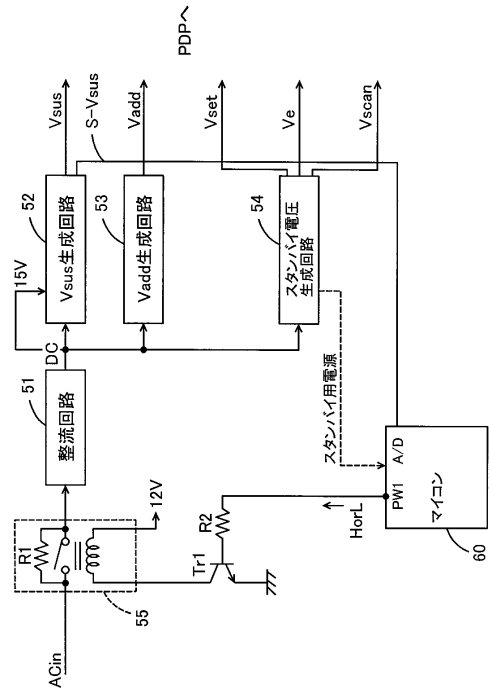 ACin
R1
55
12V
整流回路
51
DC
15V
Vsus生成回路
52
Vsus
S-Vsus
Vadd生成回路
53
Vadd
PDPへ
スタンバイ電圧
生成回路
54
Vset
Ve
Vscan
スタンバイ用電源
Tr1
R2
HorL
PW1
A/D
マイコン
60